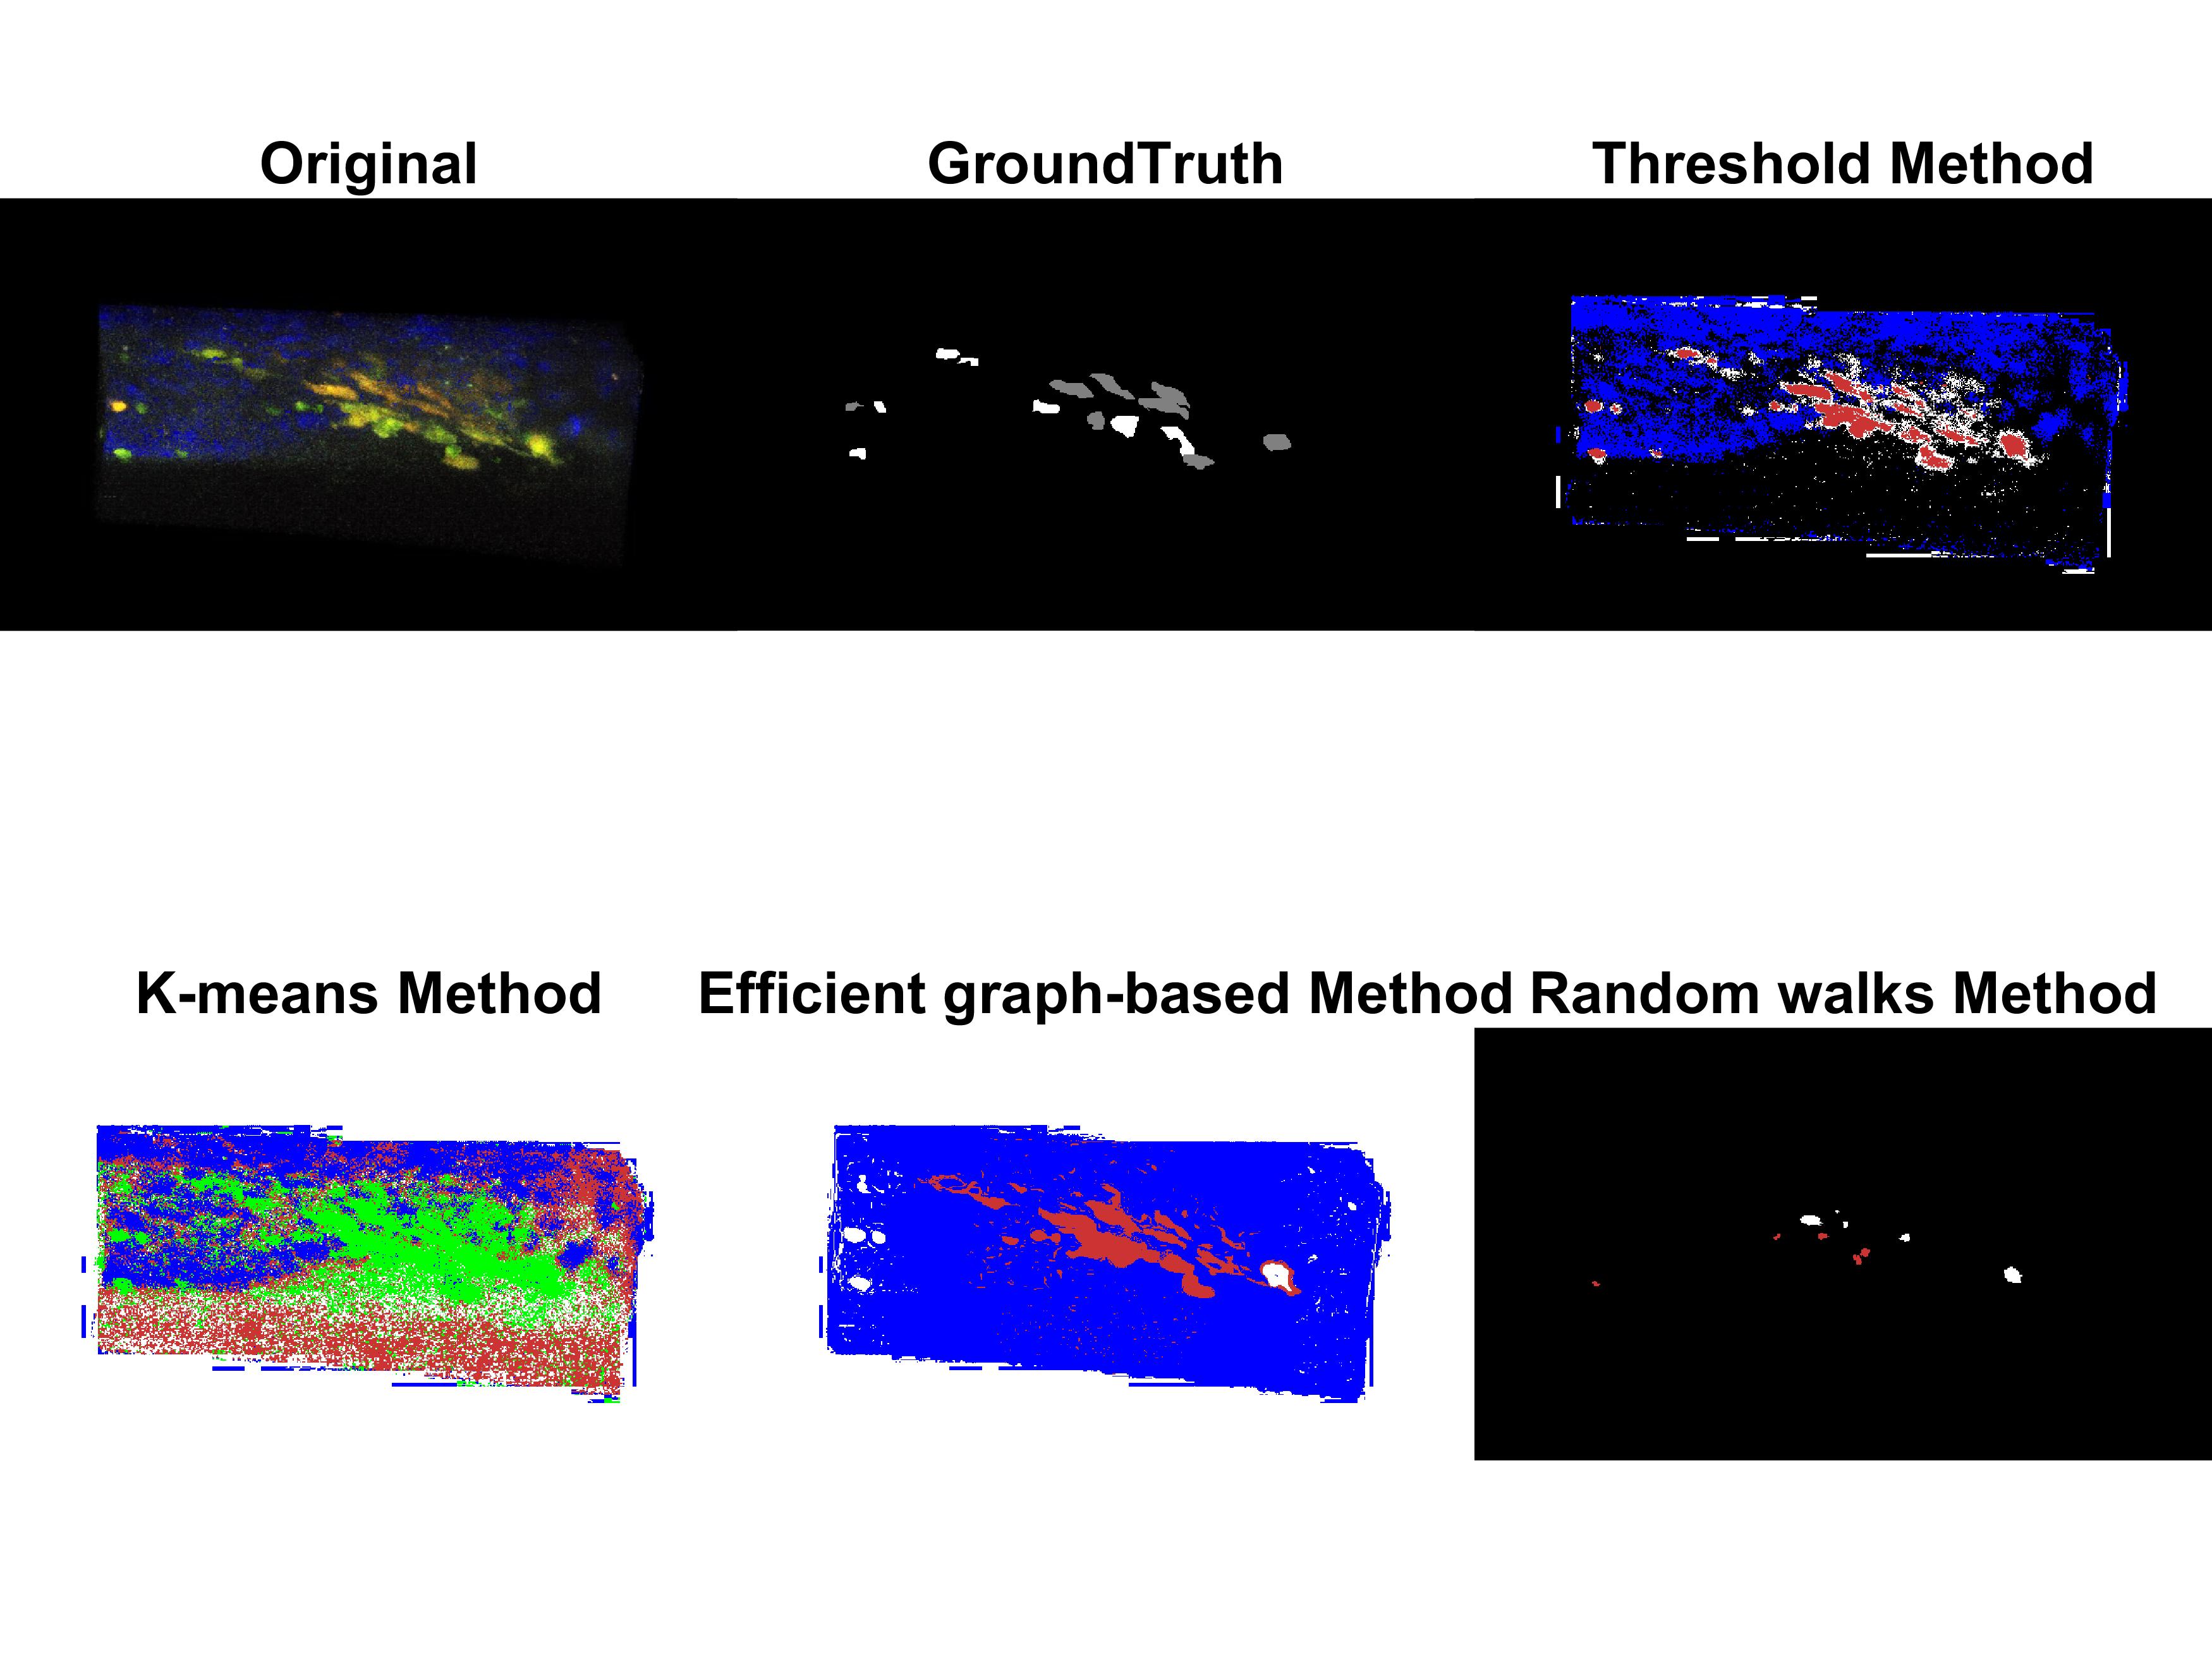 Original
GroundTruth
Threshold Method
K-means Method
Efficient graph-based Method
Random walks Method